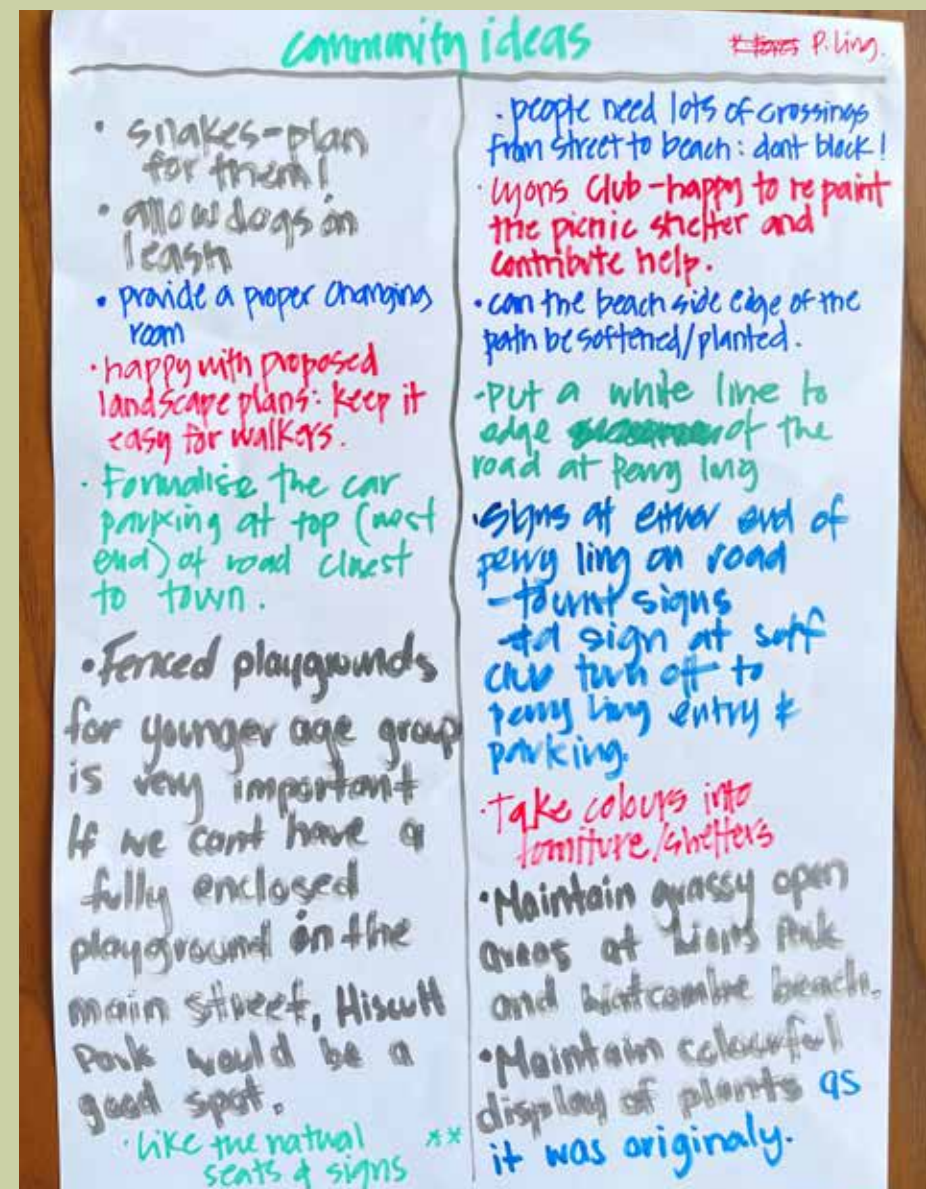 community ideas
P. Ling.
• snakes-plan
for them!
• allow dogs on
leash
• provide a proper changing
room
• happy with proposed
landscape plans: keep it
easy for walkers.
• Formalise the car
parking at top (west
end) of road closest
to town.
• Fenced playgrounds
for younger age group
is very important
If we cant have a
fully enclosed
playground on the
main street, Hiscutt
Park would be a
good spot.
• Like the natural **
seats & signs
• people need lots of crossings
from street to beach: dont block!
• Lyons Club-happy to repaint
the picnic shelter and
contribute help.
• can the beach side edge of the
path be softened/planted.
• Put a white line to
edge of the
road at Perry ling
• Signs at either end of
perry ling on road
- tourist signs
sign at surf
club turn off to
perry ling entry &
parking.
• Take colours into
furniture/shelters
• Maintain grassy open
areas at Lions Park
and Watcombe beach.
• Maintain colourful
display of plants as
it was originaly.